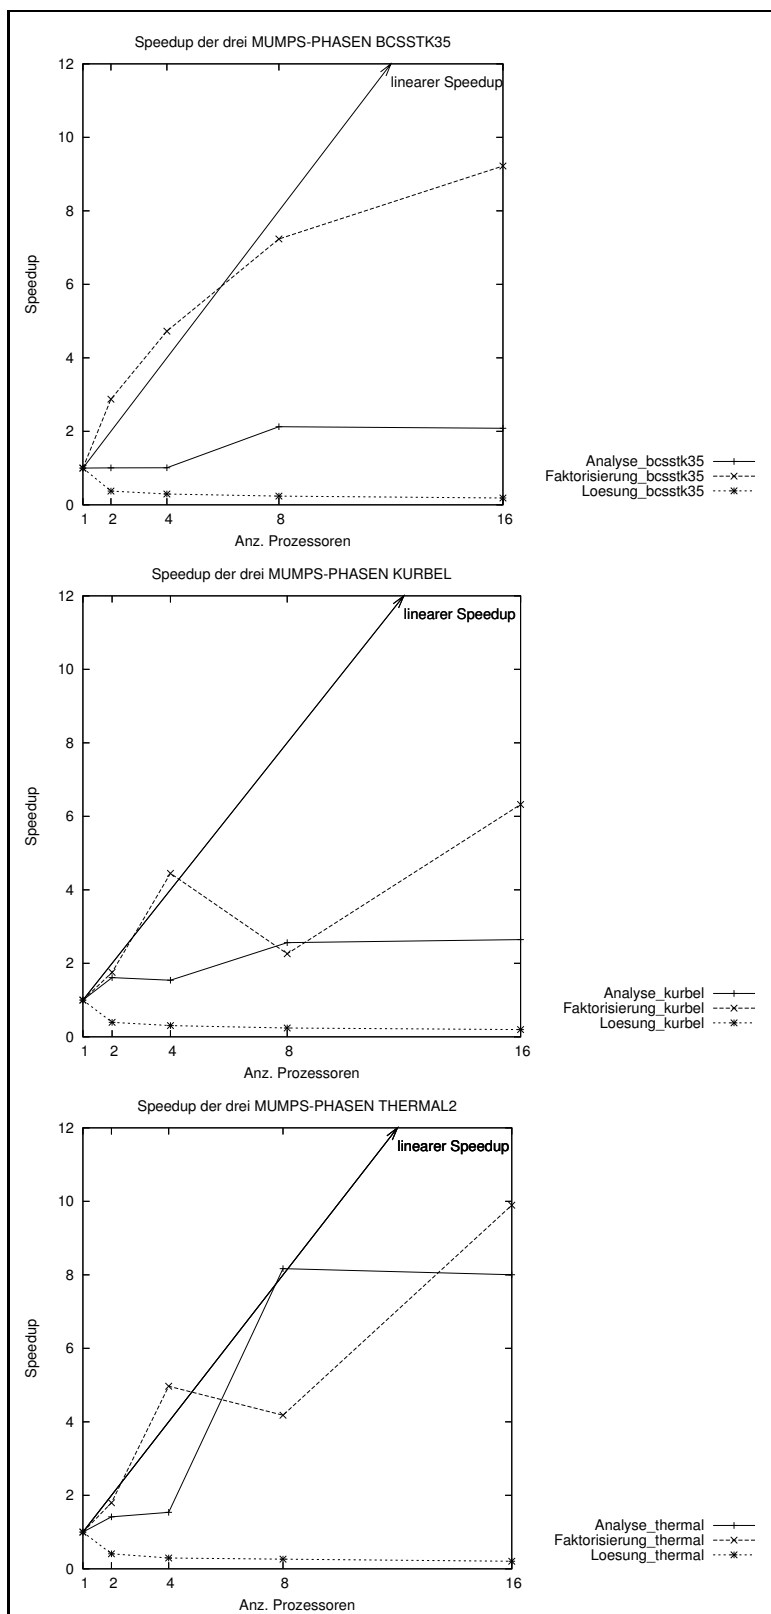 Speedup der drei MUMPS-PHASEN BCSSTK35
12
linearer Speedup
10
8
6
Speedup
4
2
0
1 2 4 8 16
Anz. Prozessoren
Analyse_bcsstk35
Faktorisierung_bcsstk35
Loesung_bcsstk35
Speedup der drei MUMPS-PHASEN KURBEL
12
linearer Speedup
10
8
6
Speedup
4
2
0
1 2 4 8 16
Anz. Prozessoren
Analyse_kurbel
Faktorisierung_kurbel
Loesung_kurbel
Speedup der drei MUMPS-PHASEN THERMAL2
12
linearer Speedup
10
8
6
Speedup
4
2
0
1 2 4 8 16
Anz. Prozessoren
Analyse_thermal
Faktorisierung_thermal
Loesung_thermal